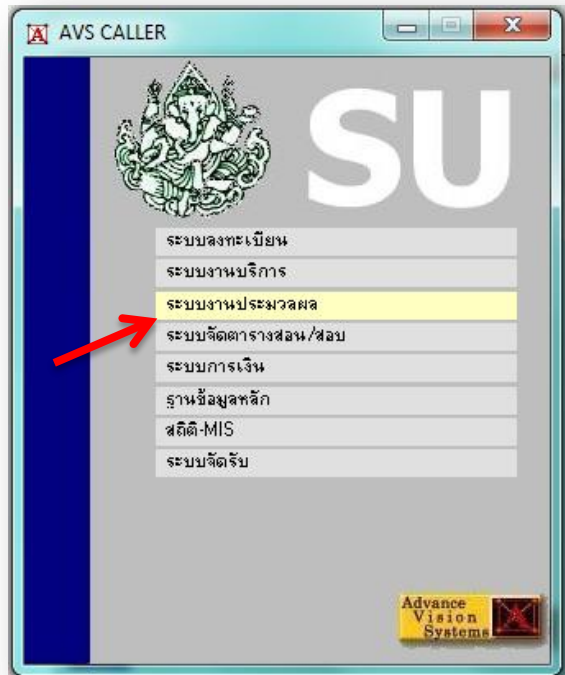 AVS CALLER
SU
ระบบลงทะเบียน
ระบบงานบริการ
ระบบงานประมวลผล
ระบบจัดตารางสอน/สอบ
ระบบการเงิน
ฐานข้อมูลหลัก
สถิติ-MIS
ระบบจัดรับ
Advance
Vision
Systems